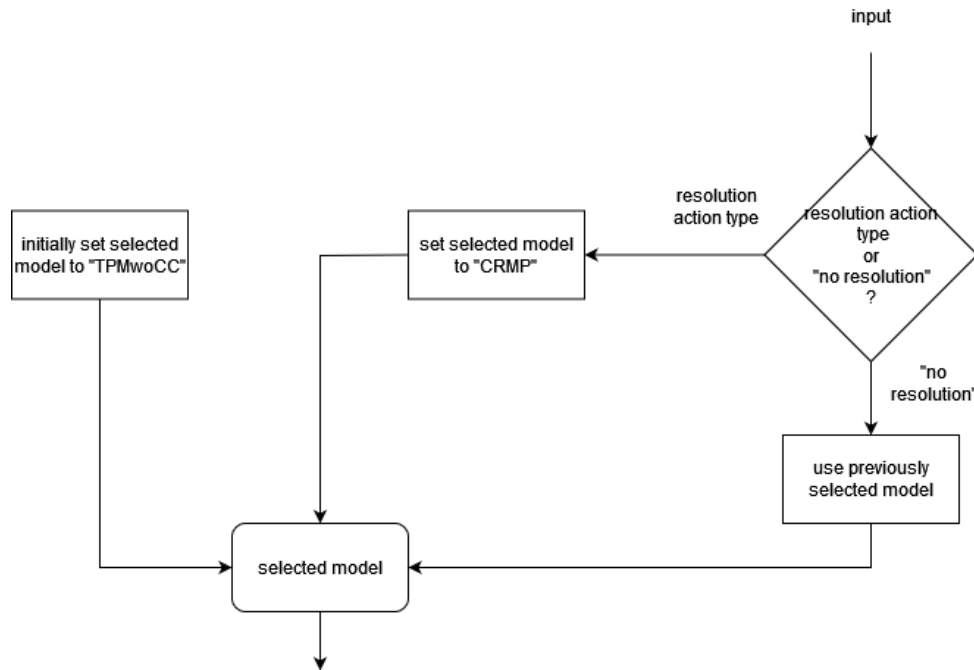 input
resolution
action type
resolution action
type
or
"no resolution"
?
initially set selected
model to "TPMwoCC"
set selected model
to "CRMP"
"no
resolution"
use previously
selected model
selected model